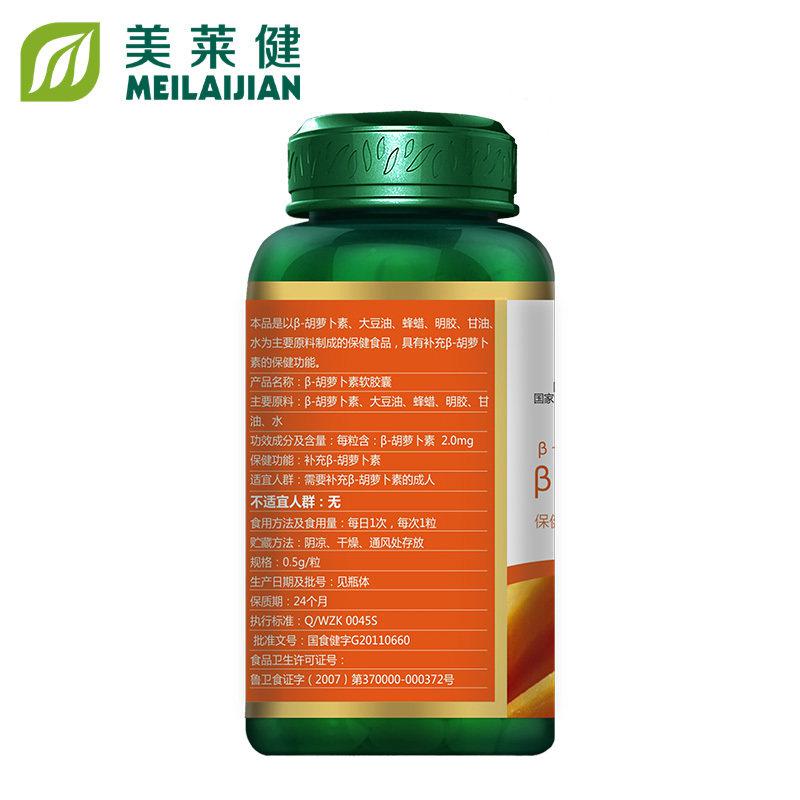 美莱健
MEILAIJIAN
本品是以β-胡萝卜素、大豆油、蜂蜡、明胶、甘油、
水为主要原料制成的保健食品，具有补充β-胡萝卜
素的保健功能。
产品名称：β-胡萝卜素软胶囊
主要原料：β-胡萝卜素、大豆油、蜂蜡、明胶、甘
油、水
功效成分及含量：每粒含：β-胡萝卜素 2.0mg
保健功能：补充β-胡萝卜素
适宜人群：需要补充β-胡萝卜素的成人
不适宜人群：无
食用方法及食用量：每日1次，每次1粒
贮藏方法：阴凉、干燥、通风处存放
规格：0.5g/粒
生产日期及批号：见瓶体
保质期：24个月
执行标准：Q/WZK 0045S
批准文号：国食健字G20110660
食品卫生许可证号：
鲁卫食证字（2007）第370000-000372号
国家
β -
β
保健